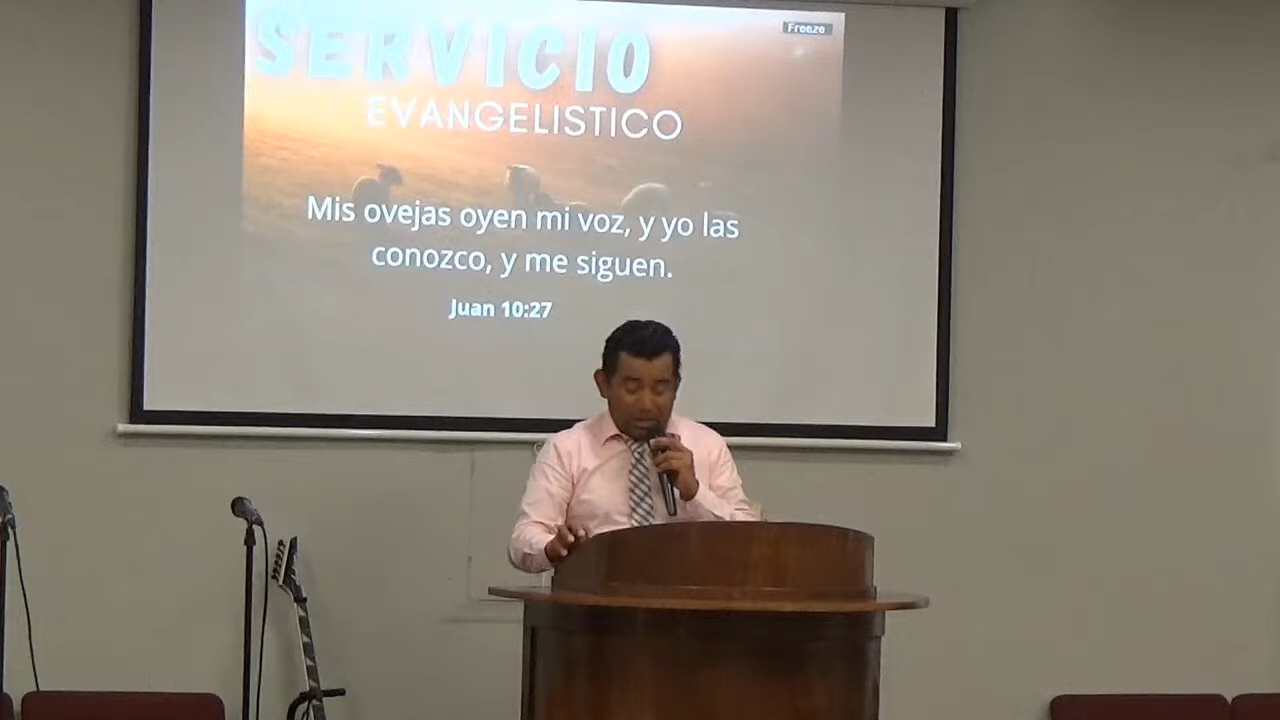 Freeze
SERVICIO
EVANGELISTICO
Mis ovejas oyen mi voz, y yo las
conozco, y me siguen.
Juan 10:27